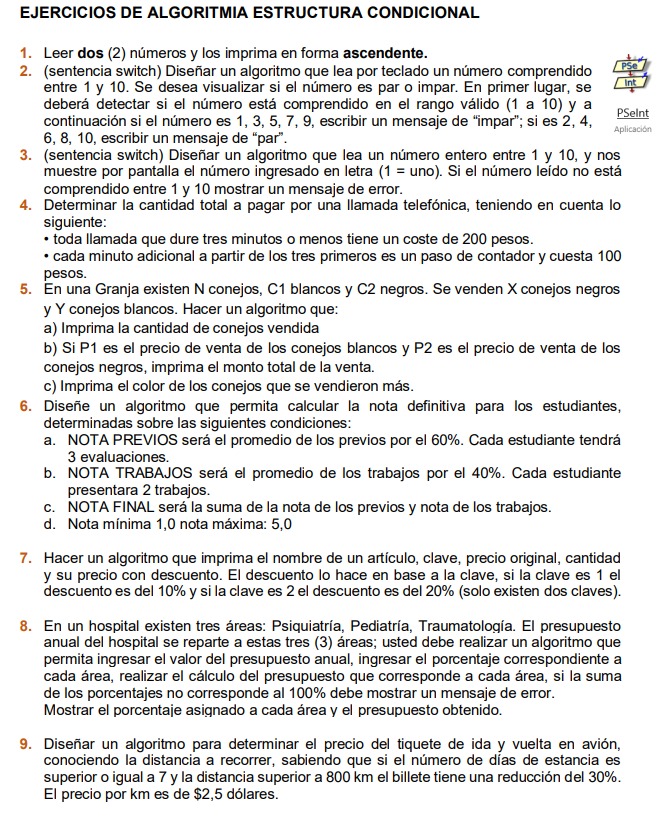 EJERCICIOS DE ALGORITMIA ESTRUCTURA CONDICIONAL
1. Leer dos (2) números y los imprima en forma ascendente.
2. (sentencia switch) Diseñar un algoritmo que lea por teclado un número comprendido
entre 1 y 10. Se desea visualizar si el número es par o impar. En primer lugar, se
deberá detectar si el número está comprendido en el rango válido (1 a 10) y a
continuación si el número es 1, 3, 5, 7, 9, escribir un mensaje de “impar”; si es 2, 4,
6, 8, 10, escribir un mensaje de “par”.
PSe
Int
PSeInt
Aplicación
3. (sentencia switch) Diseñar un algoritmo que lea un número entero entre 1 y 10, y nos
muestre por pantalla el número ingresado en letra (1 = uno). Si el número leído no está
comprendido entre 1 y 10 mostrar un mensaje de error.
4. Determinar la cantidad total a pagar por una llamada telefónica, teniendo en cuenta lo
siguiente:
• toda llamada que dure tres minutos o menos tiene un coste de 200 pesos.
• cada minuto adicional a partir de los tres primeros es un paso de contador y cuesta 100
pesos.
5. En una Granja existen N conejos, C1 blancos y C2 negros. Se venden X conejos negros
y Y conejos blancos. Hacer un algoritmo que:
a) Imprima la cantidad de conejos vendida
b) Si P1 es el precio de venta de los conejos blancos y P2 es el precio de venta de los
conejos negros, imprima el monto total de la venta.
c) Imprima el color de los conejos que se vendieron más.
6. Diseñe un algoritmo que permita calcular la nota definitiva para los estudiantes,
determinadas sobre las siguientes condiciones:
a. NOTA PREVIOS será el promedio de los previos por el 60%. Cada estudiante tendrá
3 evaluaciones.
b. NOTA TRABAJOS será el promedio de los trabajos por el 40%. Cada estudiante
presentara 2 trabajos.
c. NOTA FINAL será la suma de la nota de los previos y nota de los trabajos.
d. Nota mínima 1,0 nota máxima: 5,0
7. Hacer un algoritmo que imprima el nombre de un artículo, clave, precio original, cantidad
y su precio con descuento. El descuento lo hace en base a la clave, si la clave es 1 el
descuento es del 10% y si la clave es 2 el descuento es del 20% (solo existen dos claves).
8. En un hospital existen tres áreas: Psiquiatría, Pediatría, Traumatología. El presupuesto
anual del hospital se reparte a estas tres (3) áreas; usted debe realizar un algoritmo que
permita ingresar el valor del presupuesto anual, ingresar el porcentaje correspondiente a
cada área, realizar el cálculo del presupuesto que corresponde a cada área, si la suma
de los porcentajes no corresponde al 100% debe mostrar un mensaje de error.
Mostrar el porcentaje asignado a cada área y el presupuesto obtenido.
9. Diseñar un algoritmo para determinar el precio del tiquete de ida y vuelta en avión,
conociendo la distancia a recorrer, sabiendo que si el número de días de estancia es
superior o igual a 7 y la distancia superior a 800 km el billete tiene una reducción del 30%.
El precio por km es de $2,5 dólares.